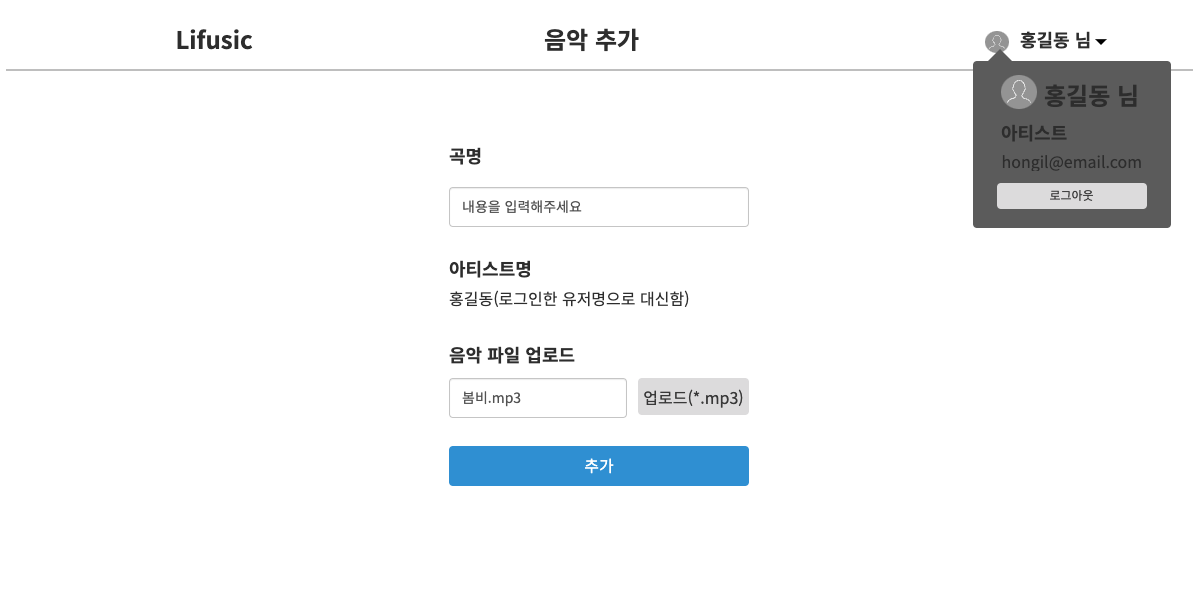 Lifusic
음악 추가
홍길동 님
홍길동 님
아티스트
hongil@email.com
로그아웃
곡명
내용을 입력해주세요
아티스트명
홍길동(로그인한 유저명으로 대신함)
음악 파일 업로드
봄비.mp3
업로드(*.mp3)
추가